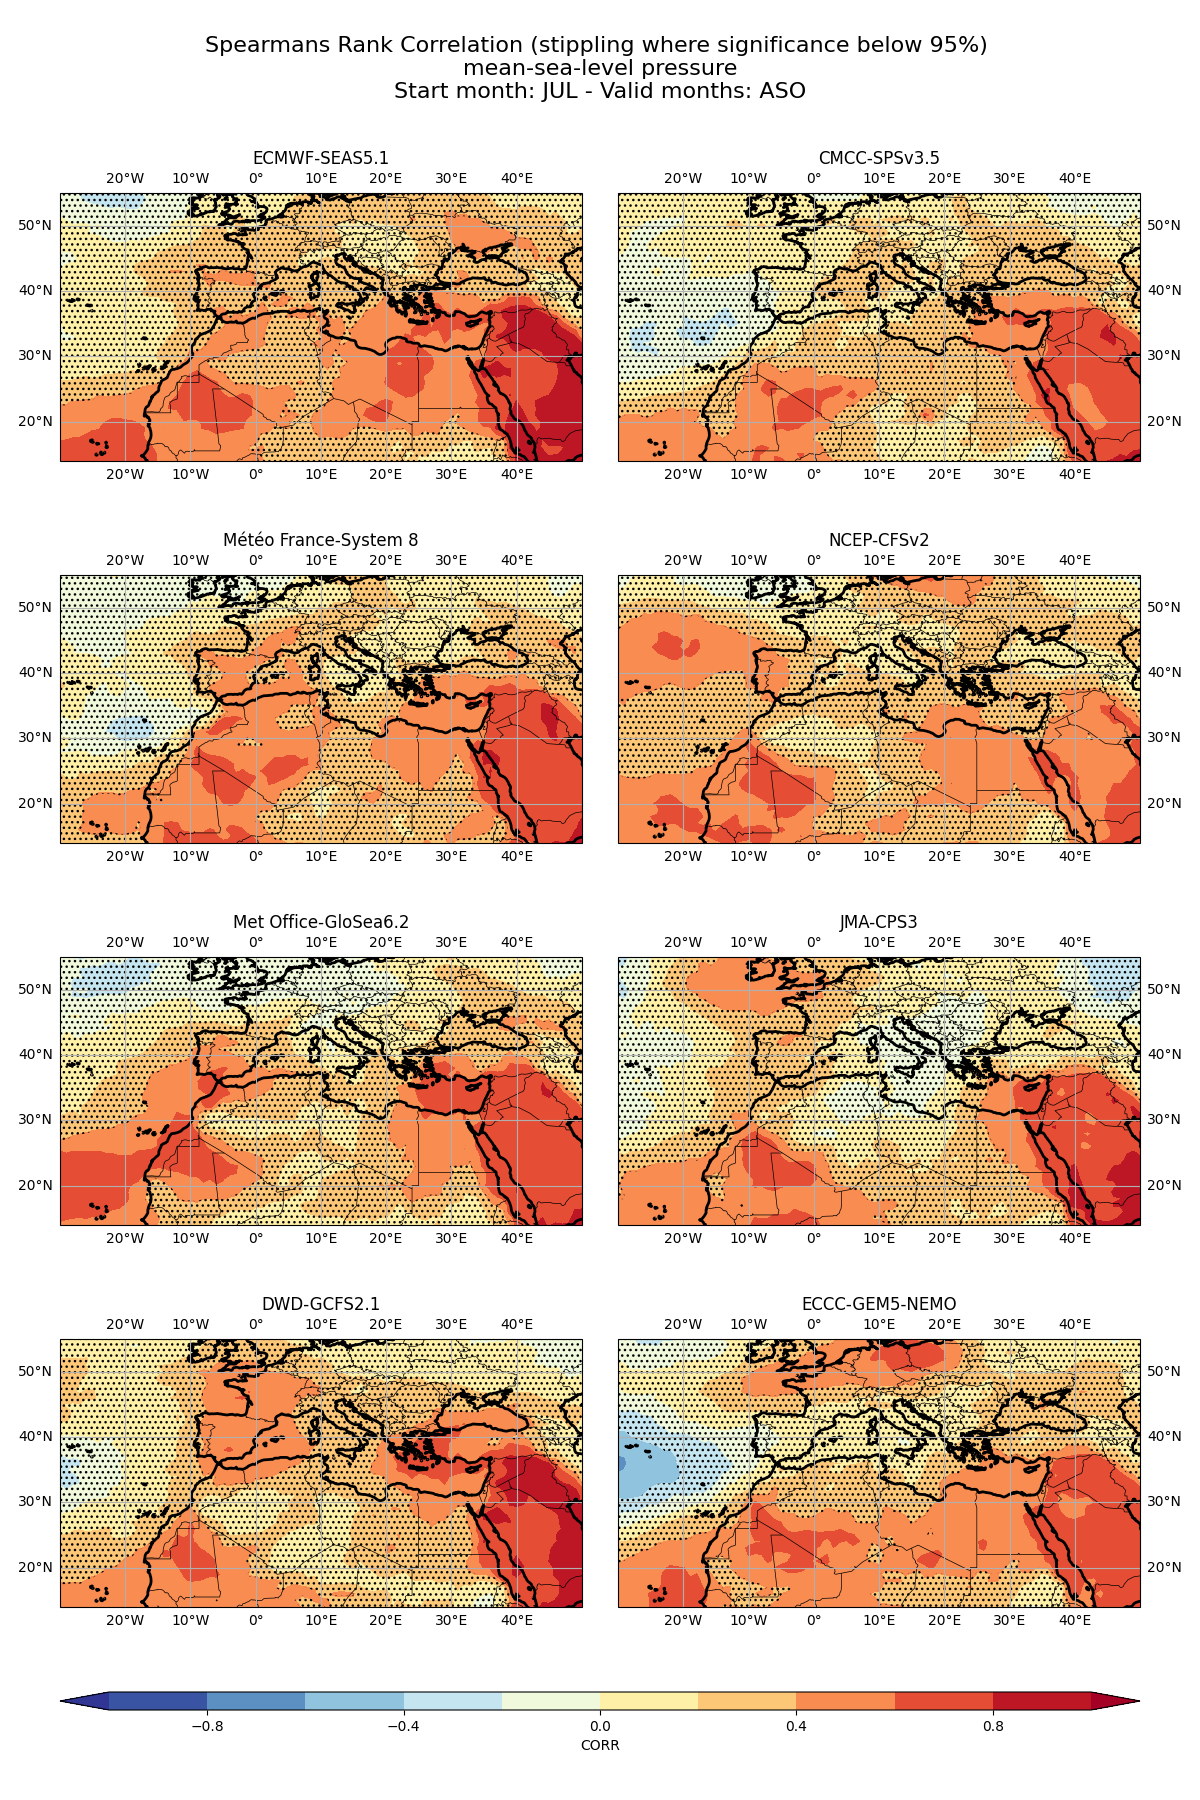 Spearmans Rank Correlation (stippling where significance below 95%)
mean-sea-level pressure
Start month: JUL - Valid months: ASO
ECMWF-SEAS5.1
20°W 10°W 0° 10°E 20°E 30°E 40°E
50°N
40°N
30°N
20°N
20°W 10°W 0° 10°E 20°E 30°E 40°E
CMCC-SPSv3.5
20°W 10°W 0° 10°E 20°E 30°E 40°E
50°N
40°N
30°N
20°N
20°W 10°W 0° 10°E 20°E 30°E 40°E
Météo France-System 8
20°W 10°W 0° 10°E 20°E 30°E 40°E
50°N
40°N
30°N
20°N
20°W 10°W 0° 10°E 20°E 30°E 40°E
NCEP-CFSv2
20°W 10°W 0° 10°E 20°E 30°E 40°E
50°N
40°N
30°N
20°N
20°W 10°W 0° 10°E 20°E 30°E 40°E
Met Office-GloSea6.2
20°W 10°W 0° 10°E 20°E 30°E 40°E
50°N
40°N
30°N
20°N
20°W 10°W 0° 10°E 20°E 30°E 40°E
JMA-CPS3
20°W 10°W 0° 10°E 20°E 30°E 40°E
50°N
40°N
30°N
20°N
20°W 10°W 0° 10°E 20°E 30°E 40°E
DWD-GCFS2.1
20°W 10°W 0° 10°E 20°E 30°E 40°E
50°N
40°N
30°N
20°N
20°W 10°W 0° 10°E 20°E 30°E 40°E
ECCC-GEM5-NEMO
20°W 10°W 0° 10°E 20°E 30°E 40°E
50°N
40°N
30°N
20°N
20°W 10°W 0° 10°E 20°E 30°E 40°E
−0.8 −0.4 0.0 0.4 0.8
CORR